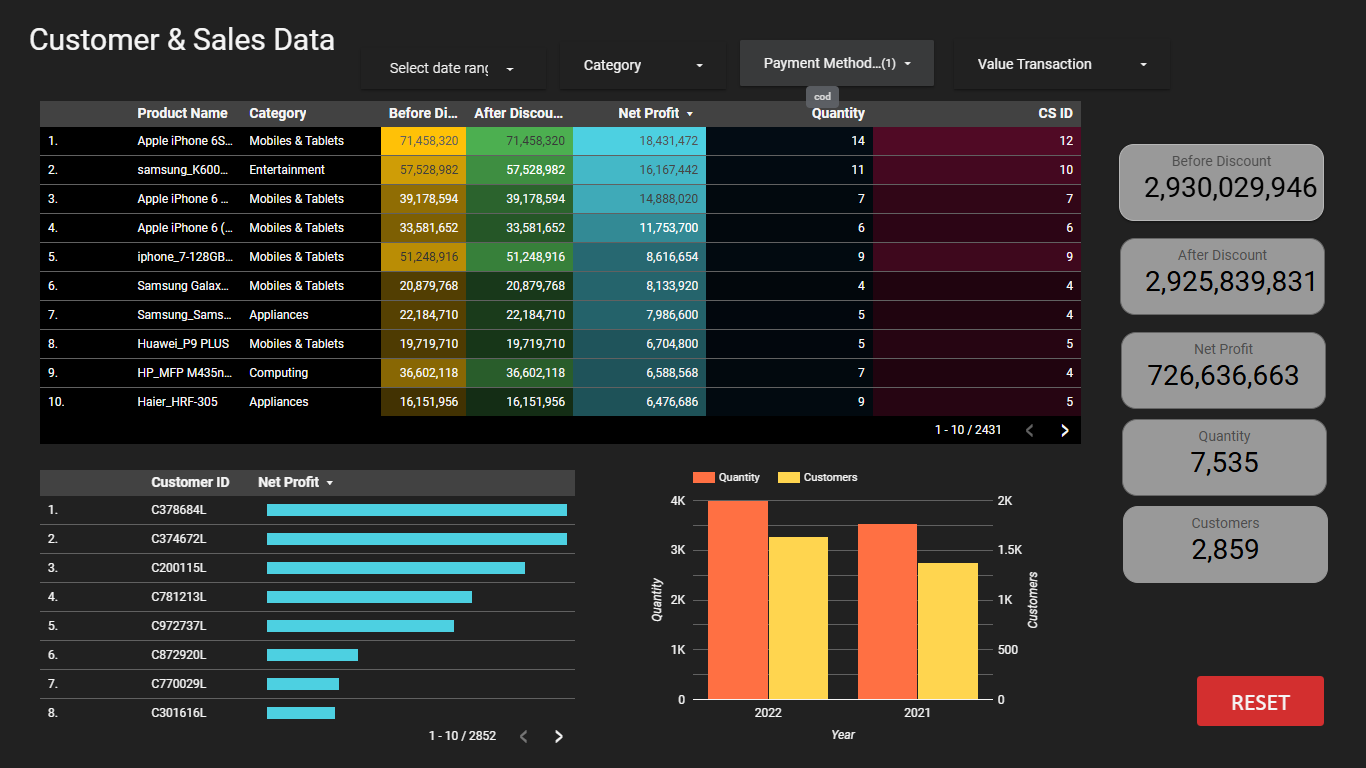 Customer & Sales Data
Select date rang
Category
Payment Method...(1)
Value Transaction
cod
Product Name Category Before Di... After Discou... Net Profit Quantity CS ID
1. Apple iPhone 6S... Mobiles & Tablets 71,458,320 71,458,320 18,431,472 14 12
2. samsung_K600... Entertainment 57,528,982 57,528,982 16,167,442 11 10
3. Apple iPhone 6 ... Mobiles & Tablets 39,178,594 39,178,594 14,888,020 7 7
4. Apple iPhone 6 (... Mobiles & Tablets 33,581,652 33,581,652 11,753,700 6 6
5. iphone_7-128GB... Mobiles & Tablets 51,248,916 51,248,916 8,616,654 9 9
6. Samsung Galax... Mobiles & Tablets 20,879,768 20,879,768 8,133,920 4 4
7. Samsung_Sams... Appliances 22,184,710 22,184,710 7,986,600 5 4
8. Huawei_P9 PLUS Mobiles & Tablets 19,719,710 19,719,710 6,704,800 5 5
9. HP_MFP M435n... Computing 36,602,118 36,602,118 6,588,568 7 4
10. Haier_HRF-305 Appliances 16,151,956 16,151,956 6,476,686 9 5
1 - 10 / 2431
Before Discount
2,930,029,946
After Discount
2,925,839,831
Net Profit
726,636,663
Quantity
7,535
Customers
2,859
Customer ID Net Profit
1. C378684L
2. C374672L
3. C200115L
4. C781213L
5. C972737L
6. C872920L
7. C770029L
8. C301616L
1 - 10 / 2852
Quantity Customers
4K 2K
3K 1.5K
2K 1K
1K 500
0 0
Quantity
Customers
2022 2021
Year
RESET